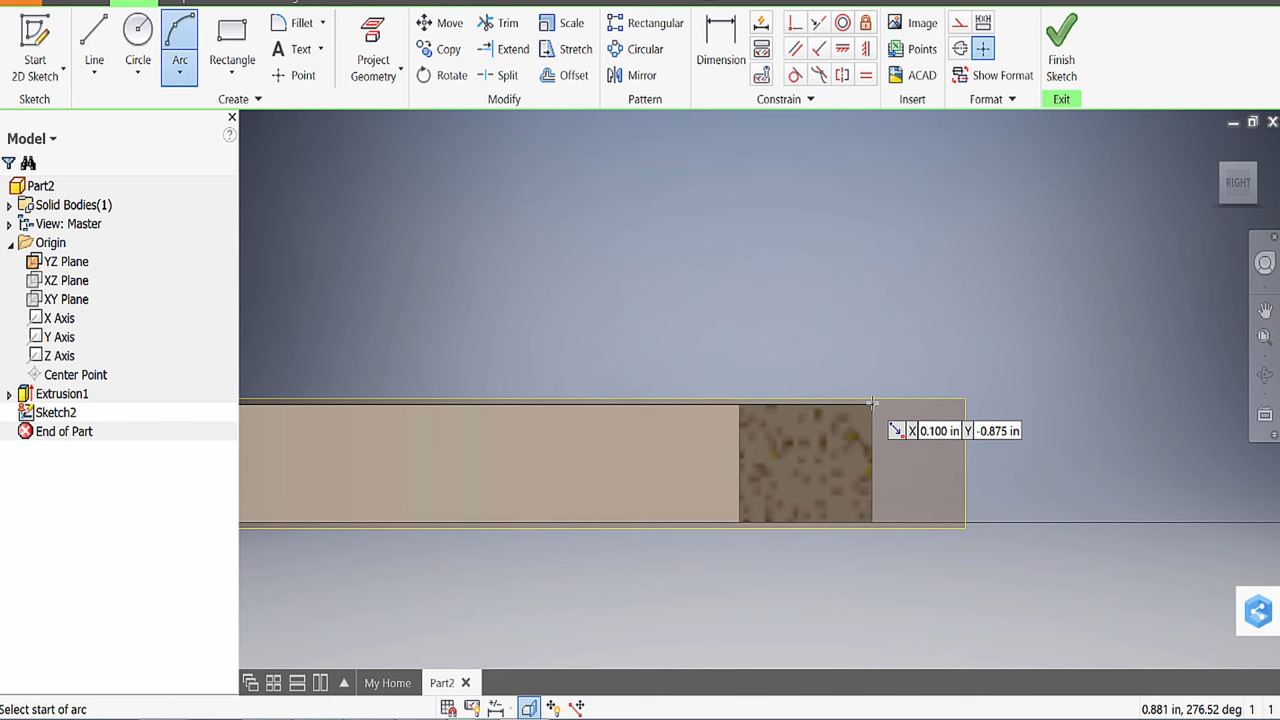 Start
2D Sketch
Line
Circle
Arc
Rectangle
Fillet
Text
Point
Project
Geometry
Move
Copy
Rotate
Trim
Extend
Split
Scale
Stretch
Offset
Rectangular
Circular
Mirror
Dimension
Image
Points
ACAD
Show Format
Finish
Sketch
Sketch
Create
Modify
Pattern
Constrain
Insert
Format
Exit
Model
Part2
Solid Bodies(1)
View: Master
Origin
YZ Plane
XZ Plane
XY Plane
X Axis
Y Axis
Z Axis
Center Point
Extrusion1
Sketch2
End of Part
RIGHT
X 0.100 in Y -0.875 in
My Home
Part2
Select start of arc
0.881 in, 276.52 deg 1 1